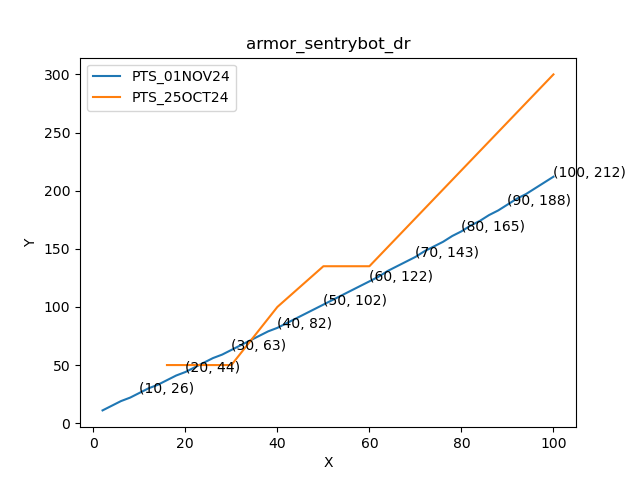 armor_sentrybot_dr
PTS_01NOV24
PTS_25OCT24
300
250
200
150
100
50
0
Y
(100, 212)
(90, 188)
(80, 165)
(70, 143)
(60, 122)
(50, 102)
(40, 82)
(30, 63)
(20, 44)
(10, 26)
0 20 40 60 80 100
X